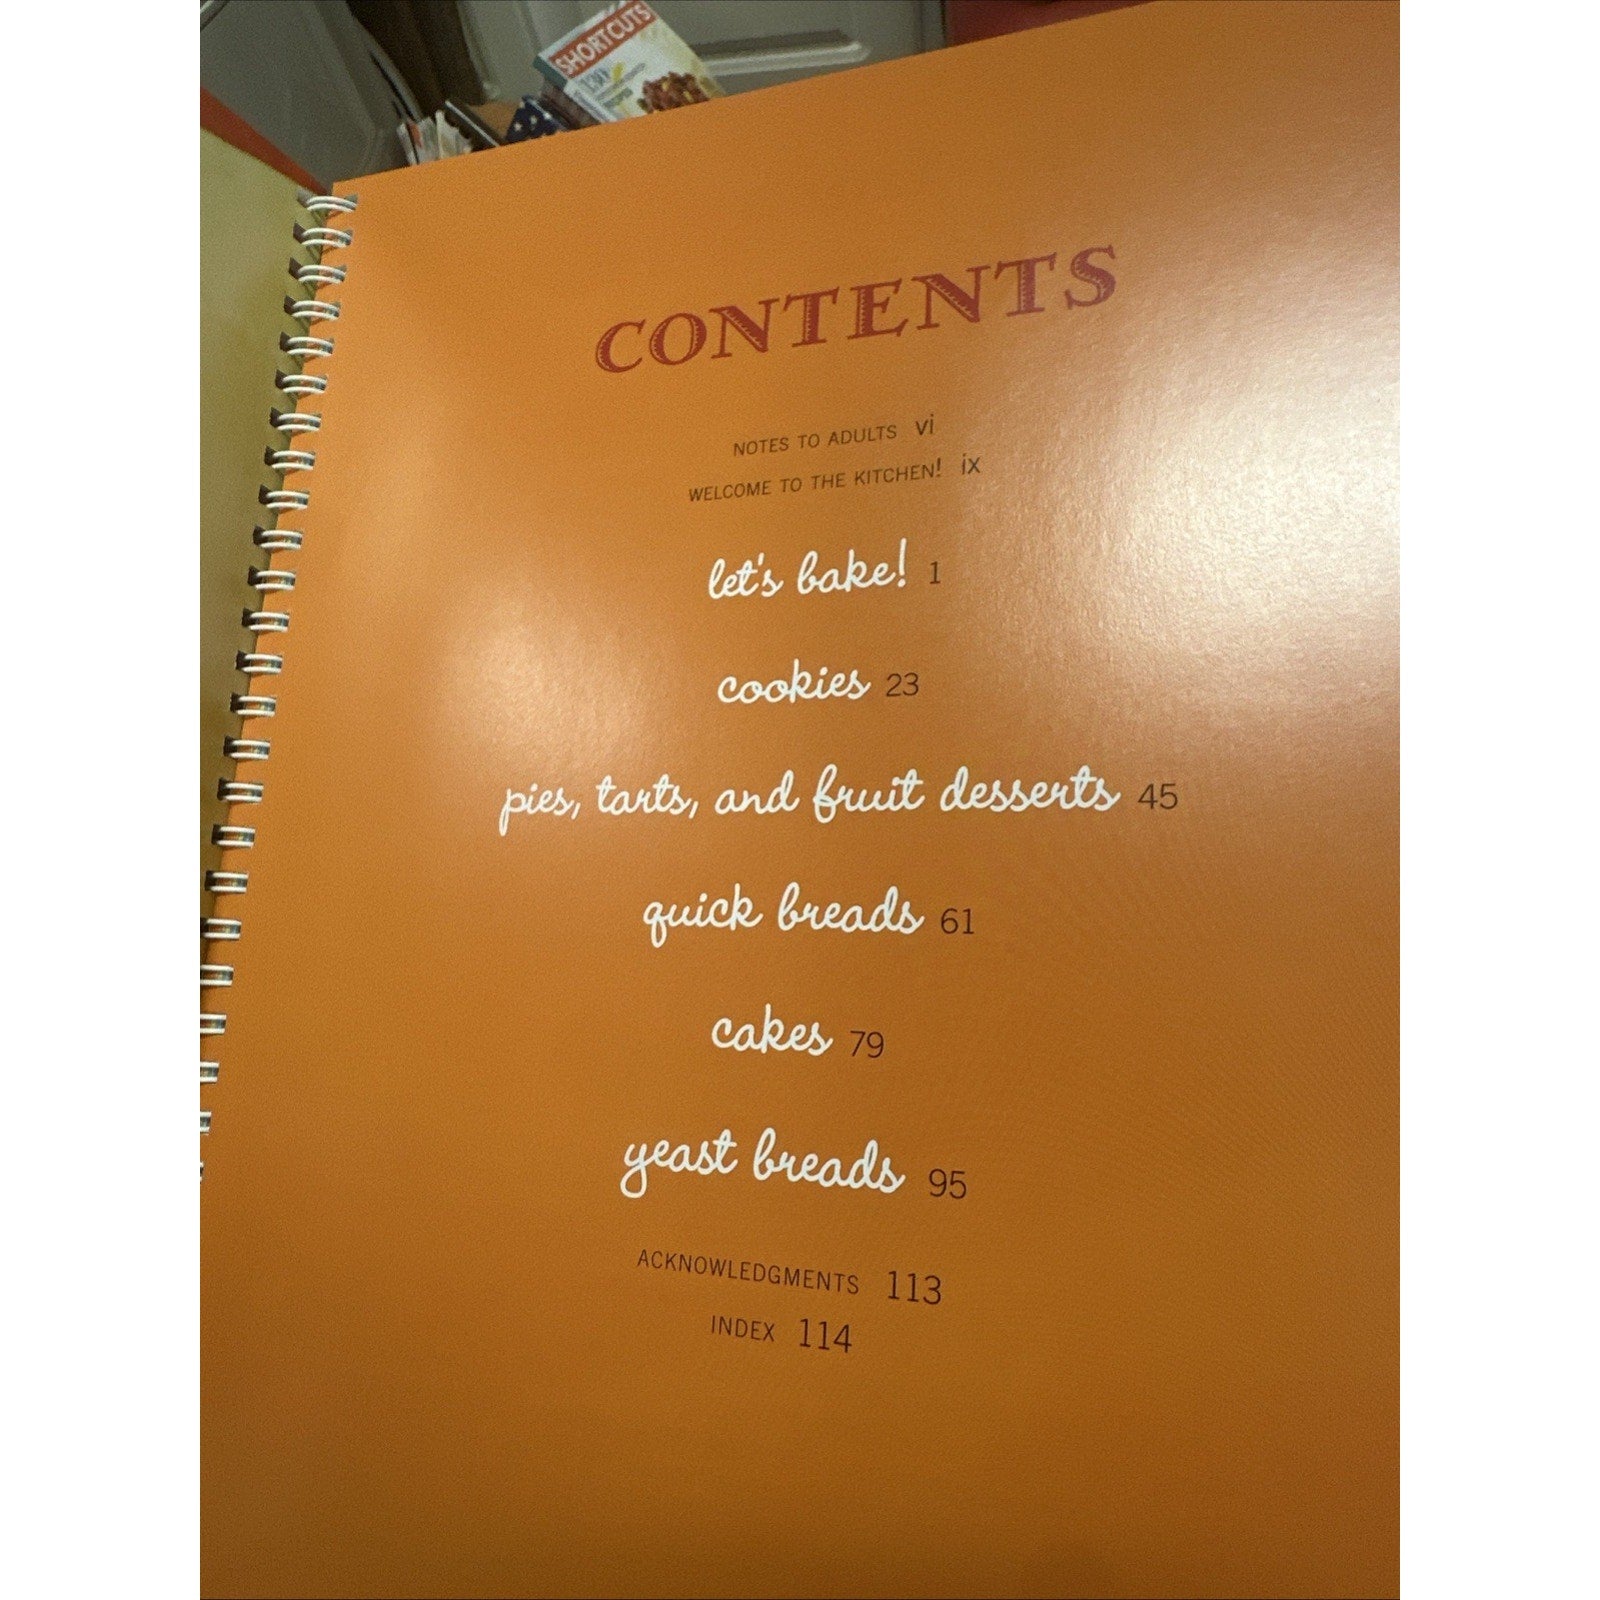 SHORTCUTS
CONTENTS
NOTES TO ADULTS vi
WELCOME TO THE KITCHEN! ix
let's bake! 1
cookies 23
pies, tarts, and fruit desserts 45
quick breads 61
cakes 79
yeast breads 95
ACKNOWLEDGMENTS 113
INDEX 114